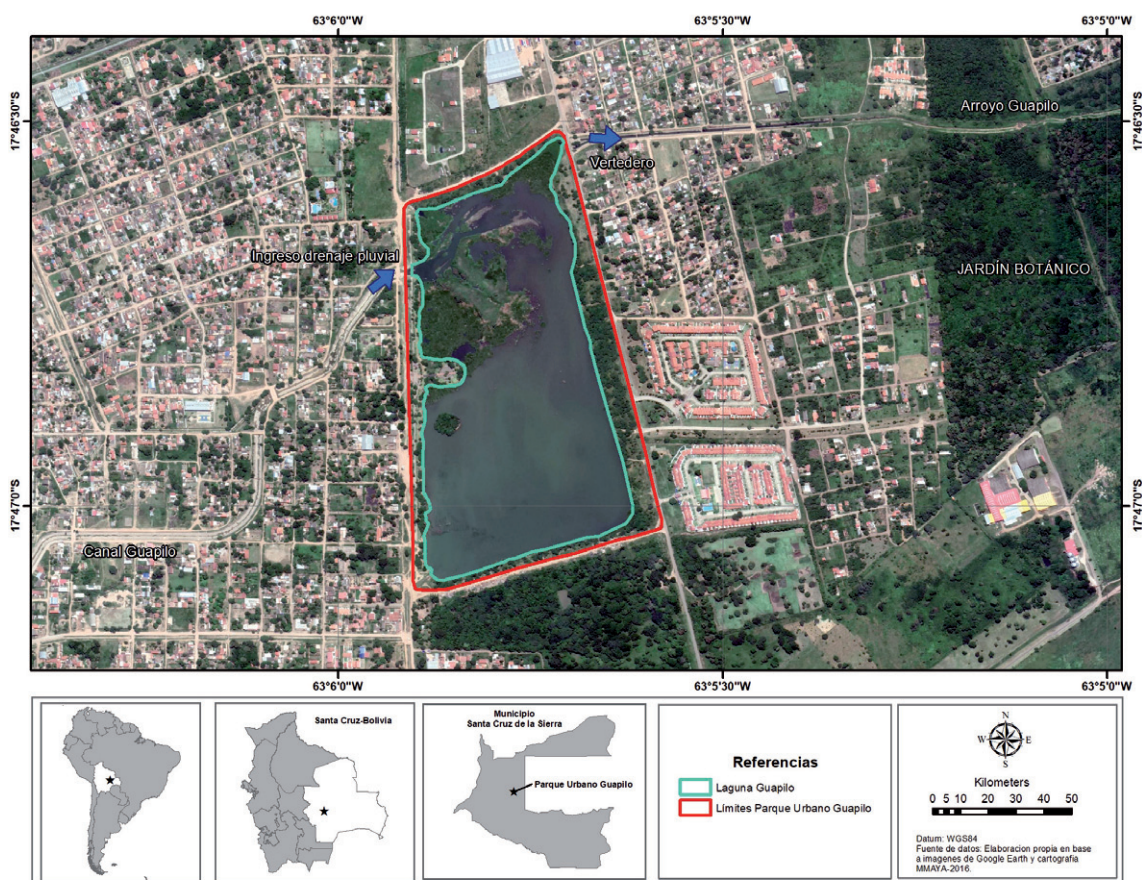 63°6'0"W
63°5'30"W
63°5'0"W
17°46'30"S
17°46'30"S
Arroyo Guapilo
Vertedero
Ingreso drenaje pluvial
JARDÍN BOTÁNICO
17°47'0"S
17°47'0"S
Canal Guapilo
63°6'0"W
63°5'30"W
63°5'0"W
Santa Cruz-Bolivia
Municipio
Santa Cruz de la Sierra
Parque Urbano Guapilo
Referencias
Laguna Guapilo
Límites Parque Urbano Guapilo
N
W E
S
Kilometers
0 5 10 20 30 40 50
Datum: WGS84
Fuente de datos: Elaboracion propia en base
a imagenes de Google Earth y cartografia
MMAYA-2016.